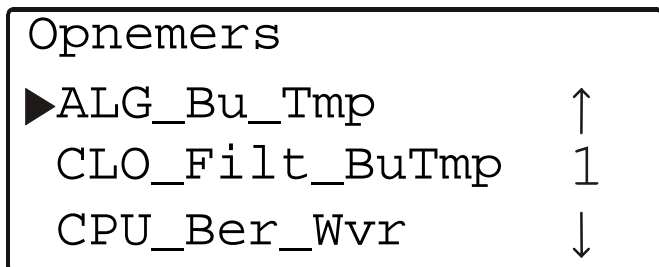 Opnemers
▶ALG_Bu_Tmp ↑
CLO_Filt_BuTmp 1
CPU_Ber_Wvr ↓